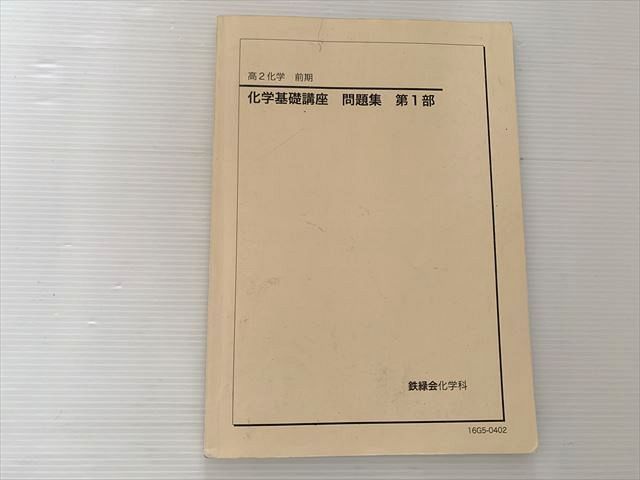 高2化学 前期
化学基礎講座 問題集 第1部
鉄緑会化学科
16G5-0402